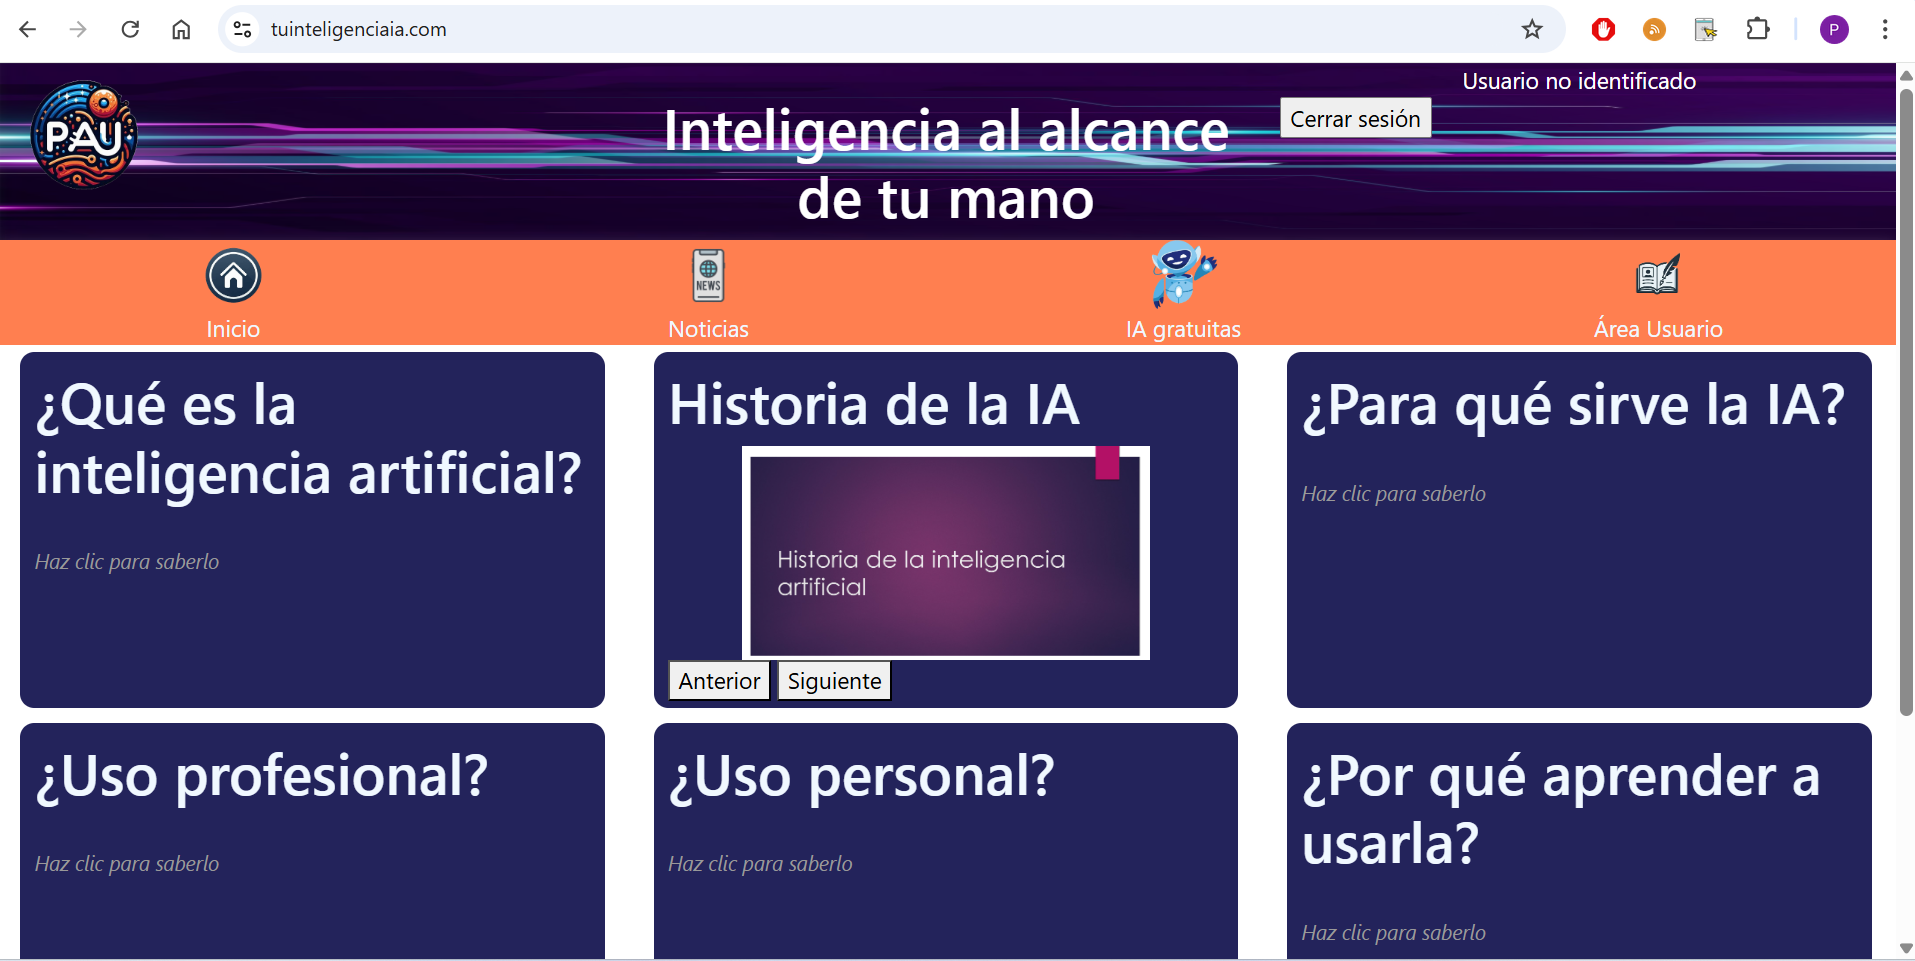 tuinteligenciaia.com
P
PAU
Inteligencia al alcance
de tu mano
Usuario no identificado
Cerrar sesión
NEWS
Inicio
Noticias
IA gratuitas
Área Usuario
¿Qué es la
inteligencia artificial?
Haz clic para saberlo
Historia de la IA
Historia de la inteligencia
artificial
Anterior
Siguiente
¿Para qué sirve la IA?
Haz clic para saberlo
¿Uso profesional?
Haz clic para saberlo
¿Uso personal?
Haz clic para saberlo
¿Por qué aprender a
usarla?
Haz clic para saberlo